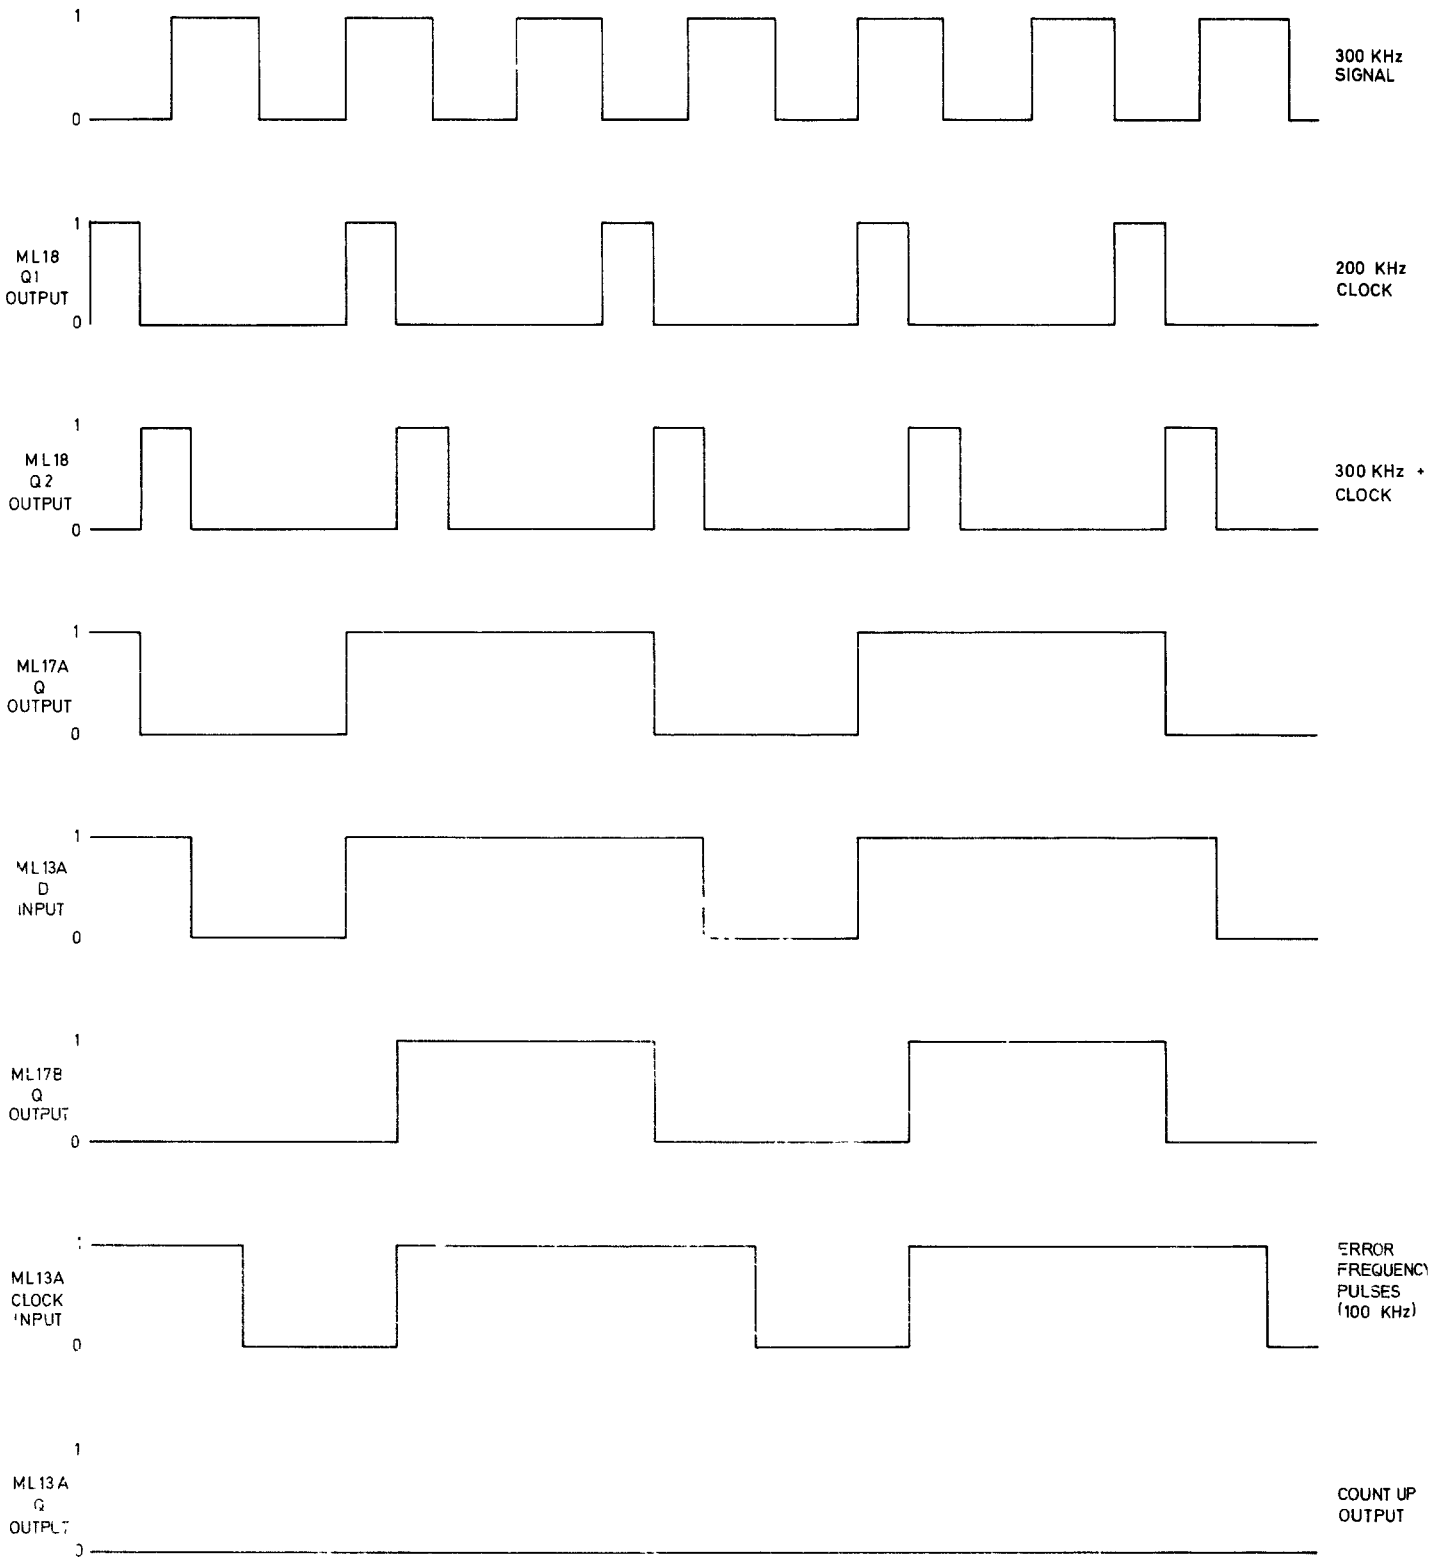 1
0
300 KHz
SIGNAL
1
ML18
Q1
OUTPUT
0
200 KHz
CLOCK
1
ML18
Q2
OUTPUT
0
300 KHz +
CLOCK
1
ML17A
Q
OUTPUT
0
1
ML13A
D
INPUT
0
1
ML17B
Q
OUTPUT
0
1
ML13A
CLOCK
INPUT
0
ERROR
FREQUENCY
PULSES
(100 KHz)
1
ML13A
Q
OUTPUT
0
COUNT UP
OUTPUT